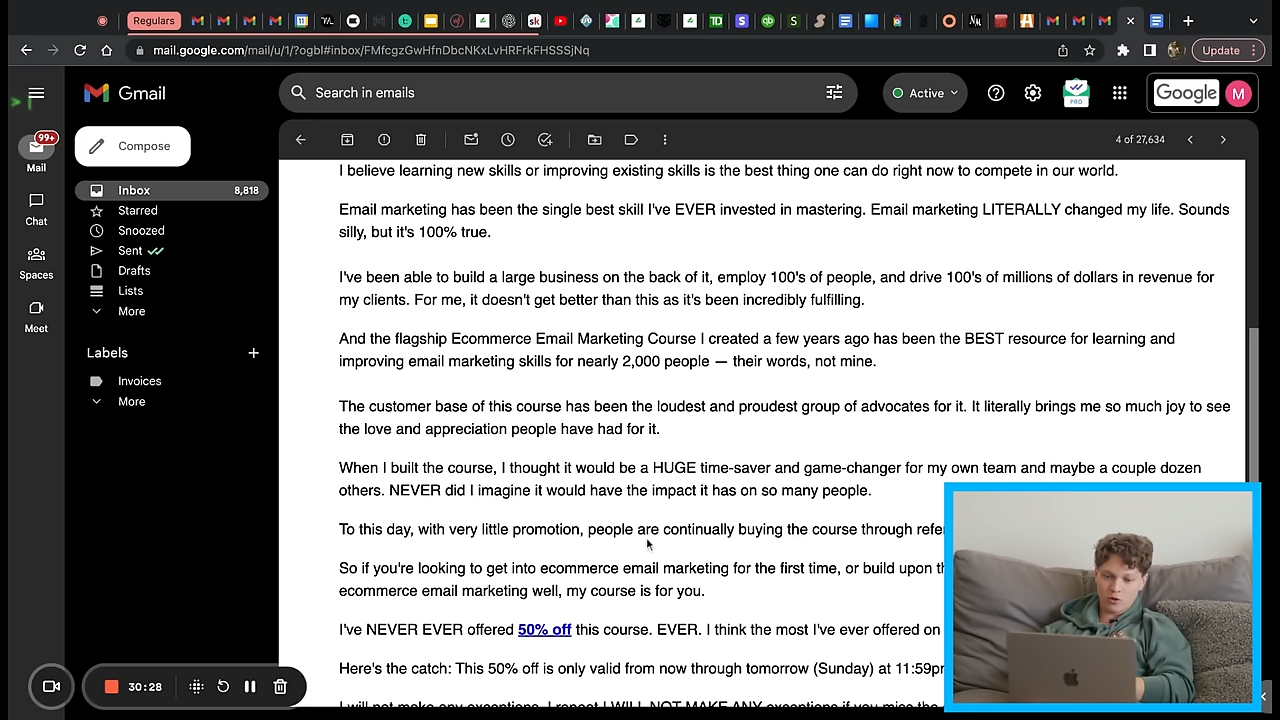 Regulars
mail.google.com/mail/u/1/?ogbl#inbox/FMfcgzGwHfnDbcNKxLvHRFrkFHSSSjNq
Update
Gmail
Search in emails
Active
PRO
Google
M
99+
Mail
Compose
4 of 27,634
Inbox 8,818
Starred
Chat
Snoozed
Sent
Spaces
Drafts
Lists
More
Meet
Labels
Invoices
More
I believe learning new skills or improving existing skills is the best thing one can do right now to compete in our world.
Email marketing has been the single best skill I've EVER invested in mastering. Email marketing LITERALLY changed my life. Sounds
silly, but it's 100% true.
I've been able to build a large business on the back of it, employ 100's of people, and drive 100's of millions of dollars in revenue for
my clients. For me, it doesn't get better than this as it's been incredibly fulfilling.
And the flagship Ecommerce Email Marketing Course I created a few years ago has been the BEST resource for learning and
improving email marketing skills for nearly 2,000 people — their words, not mine.
The customer base of this course has been the loudest and proudest group of advocates for it. It literally brings me so much joy to see
the love and appreciation people have had for it.
When I built the course, I thought it would be a HUGE time-saver and game-changer for my own team and maybe a couple dozen
others. NEVER did I imagine it would have the impact it has on so many people.
To this day, with very little promotion, people are continually buying the course through
So if you're looking to get into ecommerce email marketing for the first time, or build upon
ecommerce email marketing well, my course is for you.
I've NEVER EVER offered 50% off this course. EVER. I think the most I've ever offered on
Here's the catch: This 50% off is only valid from now through tomorrow (Sunday) at
I will not make any exceptions. I repeat I WILL NOT MAKE ANY exceptions if you miss the
30:28